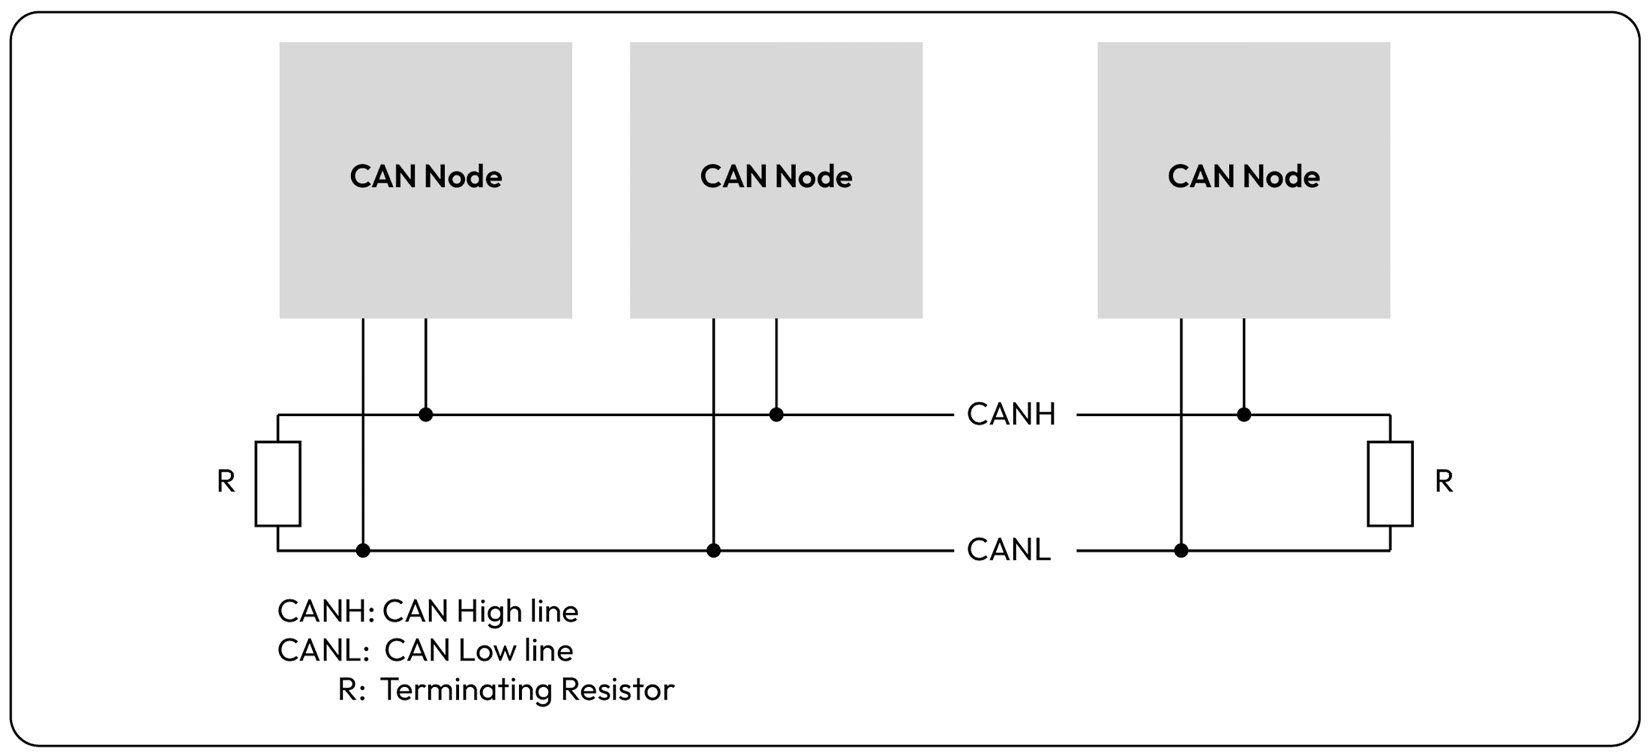 CAN Node
CAN Node
CAN Node
CANH
R
R
CANL
CANH: CAN High line
CANL: CAN Low line
R: Terminating Resistor